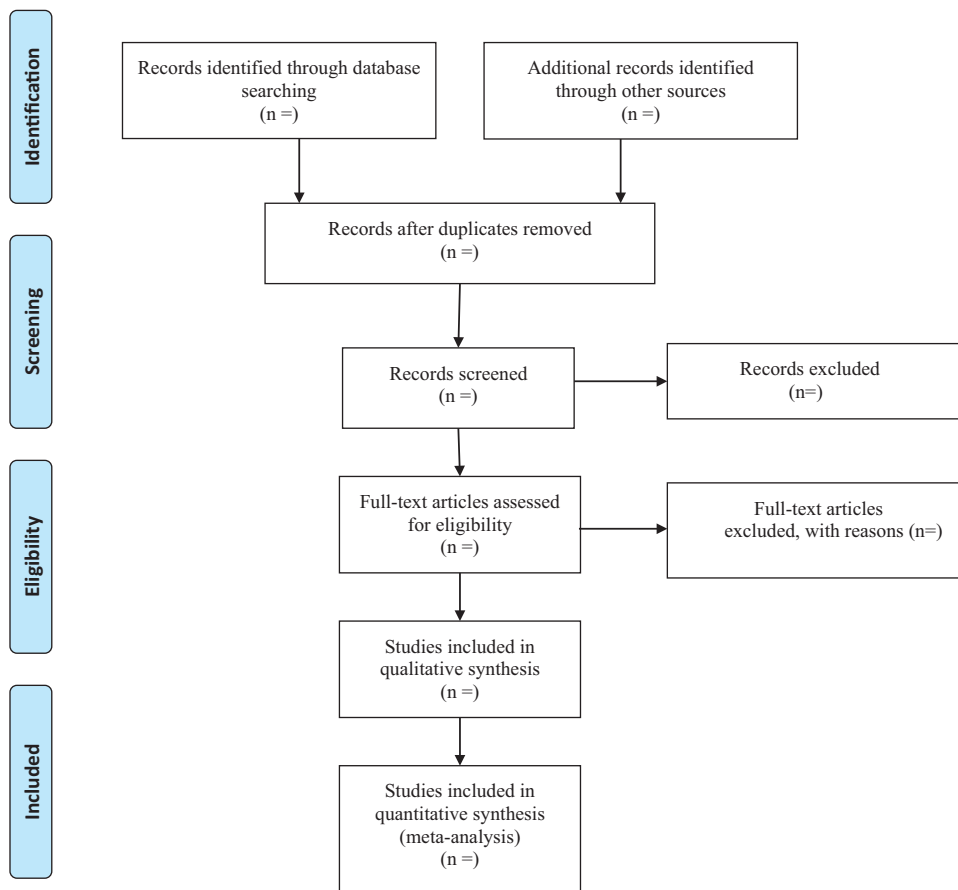 Identification
Records identified through database
searching
(n =)
Additional records identified
through other sources
(n =)
Records after duplicates removed
(n =)
Screening
Records screened
(n =)
Records excluded
(n=)
Eligibility
Full-text articles assessed
for eligibility
(n =)
Full-text articles
excluded, with reasons (n=)
Studies included in
qualitative synthesis
(n =)
Included
Studies included in
quantitative synthesis
(meta-analysis)
(n =)